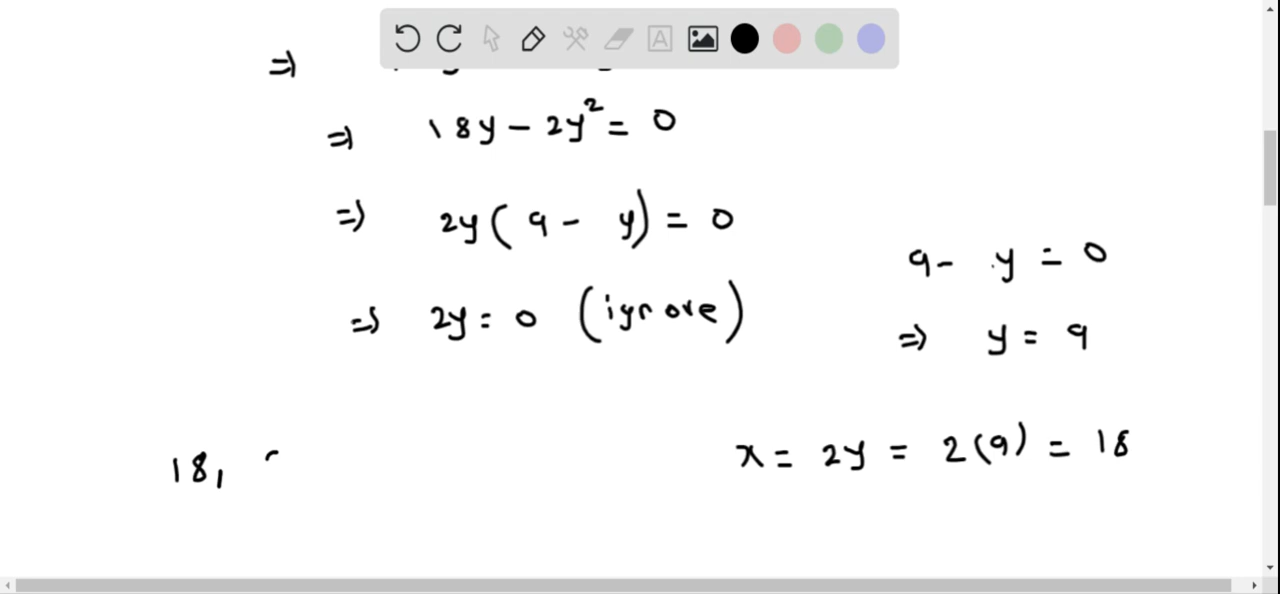 =>
=> 18y - 2y² = 0
=> 2y( 9 - y) = 0
9 - y = 0
=> 2y = 0 (ignore)
=> y = 9
x = 2y = 2(9) = 18
18,